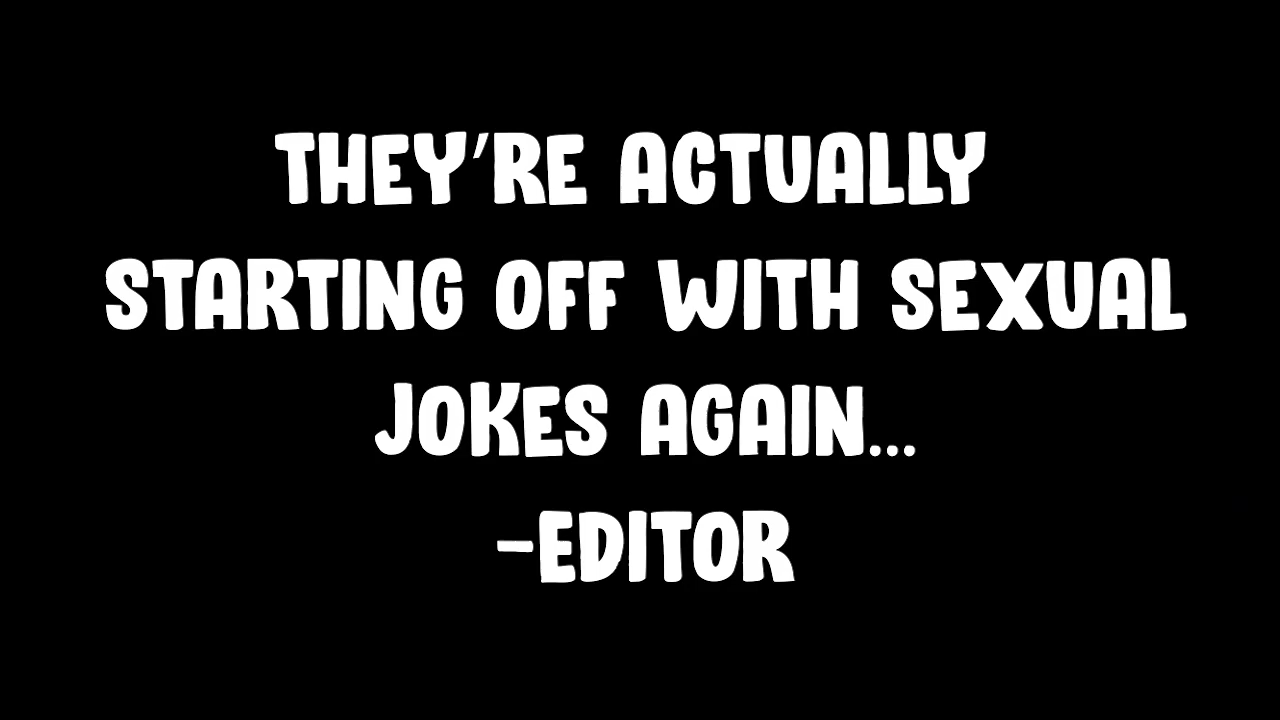 THEY'RE ACTUALLY
STARTING OFF WITH SEXUAL
JOKES AGAIN...
-EDITOR